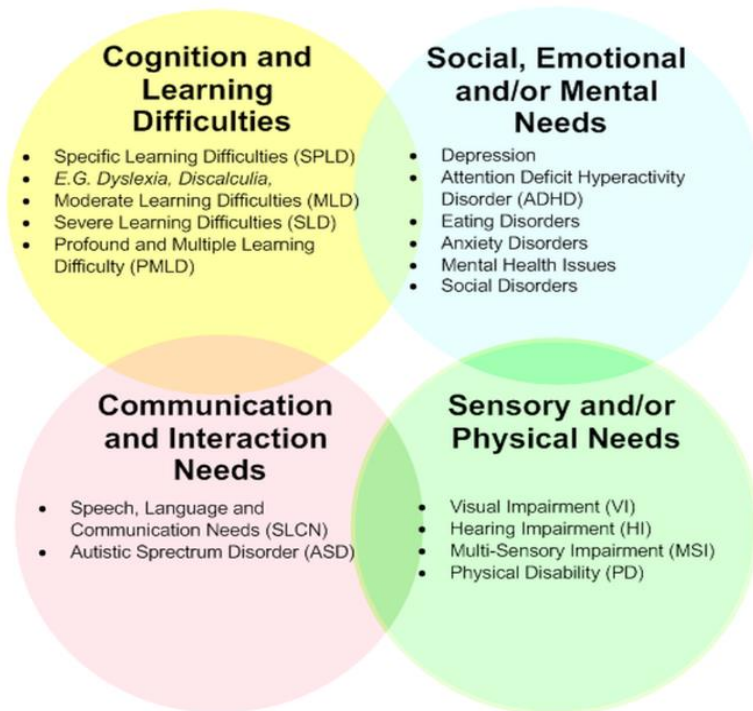 Cognition and
Learning
Difficulties
• Specific Learning Difficulties (SPLD)
• E.G. Dyslexia, Discalculia,
• Moderate Learning Difficulties (MLD)
• Severe Learning Difficulties (SLD)
• Profound and Multiple Learning
Difficulty (PMLD)
Social, Emotional
and/or Mental
Needs
• Depression
• Attention Deficit Hyperactivity
Disorder (ADHD)
• Eating Disorders
• Anxiety Disorders
• Mental Health Issues
• Social Disorders
Communication
and Interaction
Needs
• Speech, Language and
Communication Needs (SLCN)
• Autistic Sprectrum Disorder (ASD)
Sensory and/or
Physical Needs
• Visual Impairment (VI)
• Hearing Impairment (HI)
• Multi-Sensory Impairment (MSI)
• Physical Disability (PD)